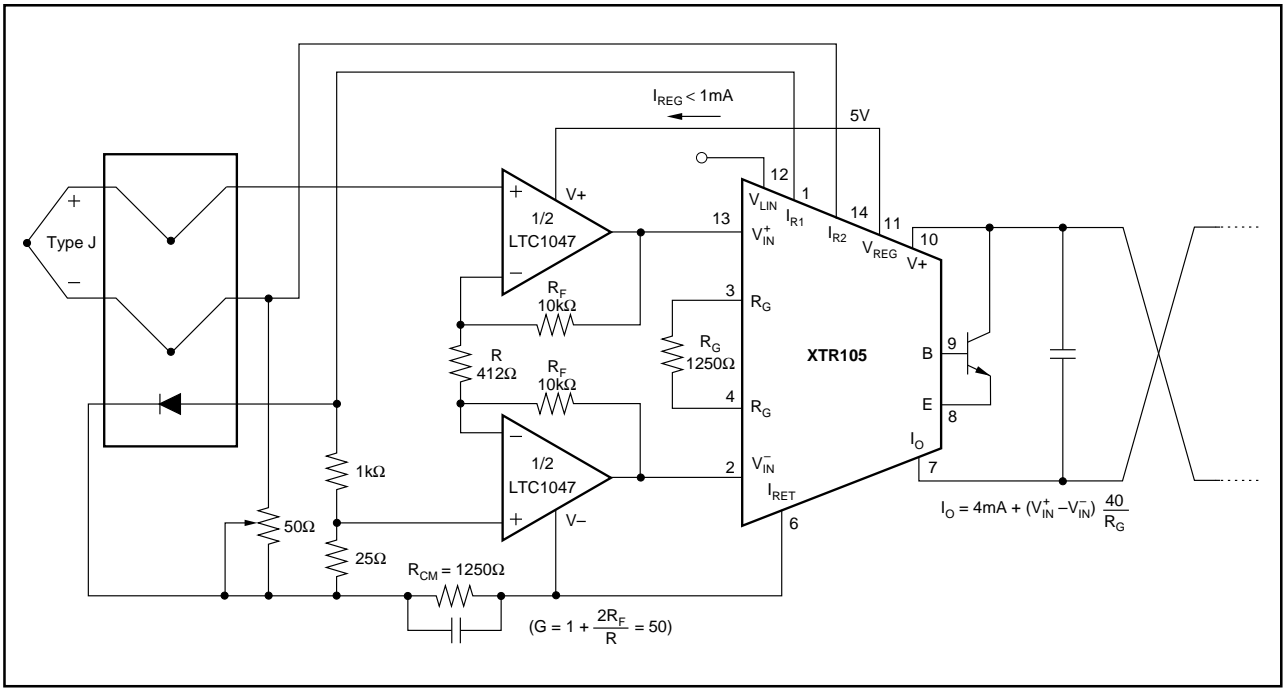 I_REG < 1mA
5V
12
1
14
11
10
V_LIN
I_R1
I_R2
V_REG
V+
+
Type J
−
+
V+
1/2
LTC1047
−
13
V_IN^+
R_F
10kΩ
R
412Ω
R_F
10kΩ
3
R_G
R_G
1250Ω
4
R_G
XTR105
B
9
E
8
−
1/2
LTC1047
+
V–
2
V_IN^−
I_RET
6
I_O
7
1kΩ
50Ω
25Ω
R_CM = 1250Ω
(G = 1 + 2R_F/R = 50)
I_O = 4mA + (V_IN^+ – V_IN^−) 40/R_G